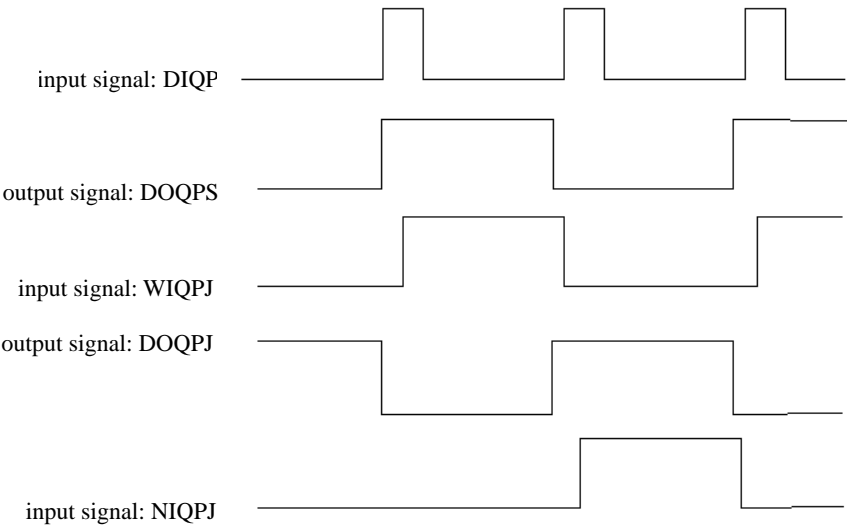 input signal: DIQP
output signal: DOQPS
input signal: WIQPJ
output signal: DOQPJ
input signal: NIQPJ